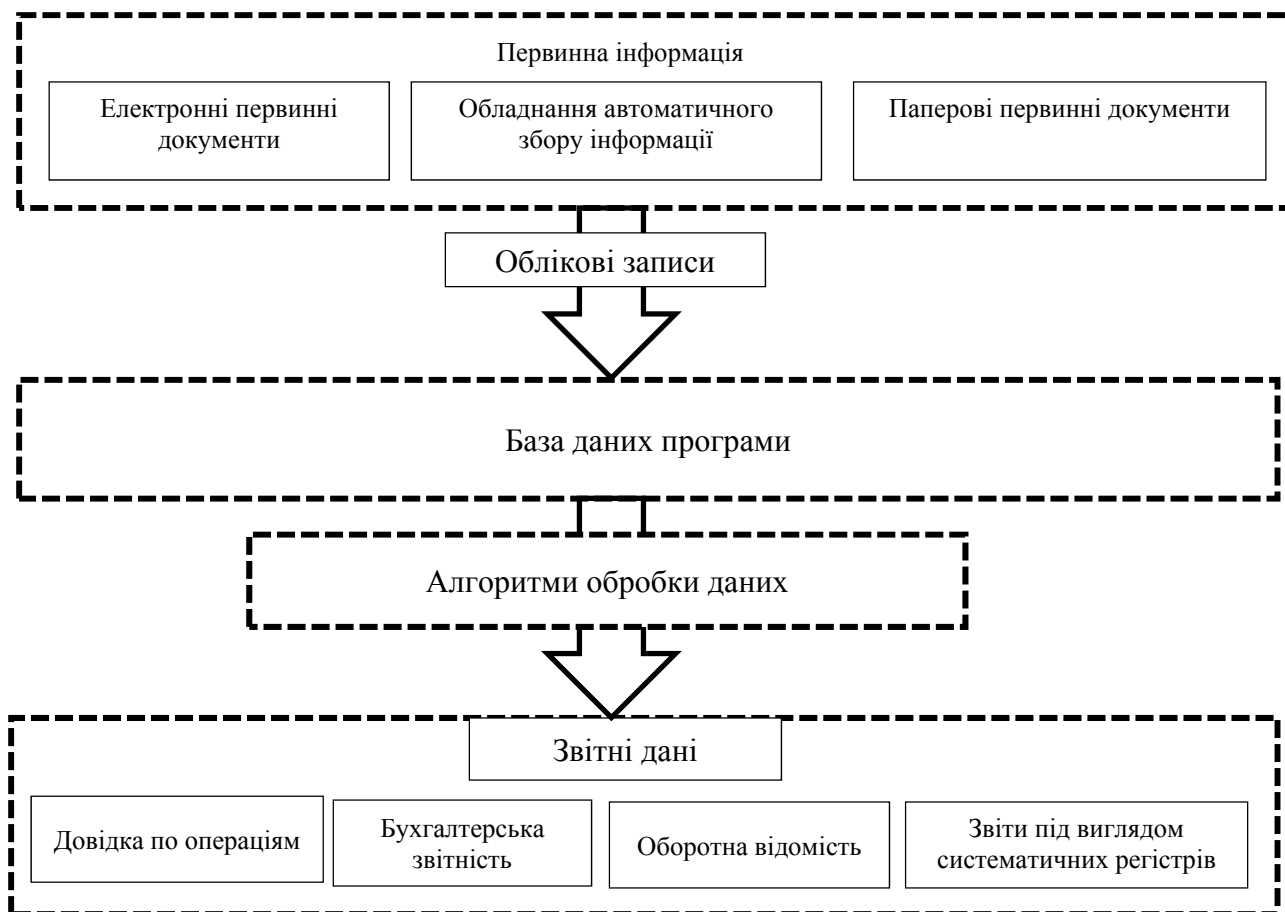 Первинна інформація
Електронні первинні
документи
Обладнання автоматичного
збору інформації
Паперові первинні документи
Облікові записи
База даних програми
Алгоритми обробки даних
Звітні дані
Довідка по операціям
Бухгалтерська
звітність
Оборотна відомість
Звіти під виглядом
систематичних регістрів